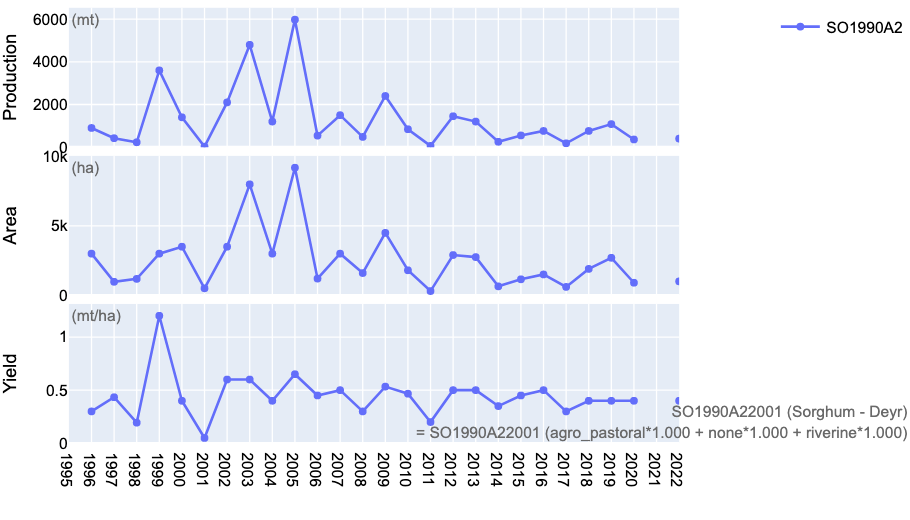 6000
(mt)
SO1990A2
4000
Production
2000
0
10k
(ha)
Area
5k
0
(mt/ha)
1
Yield
0.5
SO1990A22001 (Sorghum - Deyr)
= SO1990A22001 (agro_pastoral*1.000 + none*1.000 + riverine*1.000)
0
1995 1996 1997 1998 1999 2000 2001 2002 2003 2004 2005 2006 2007 2008 2009 2010 2011 2012 2013 2014 2015 2016 2017 2018 2019 2020 2021 2022